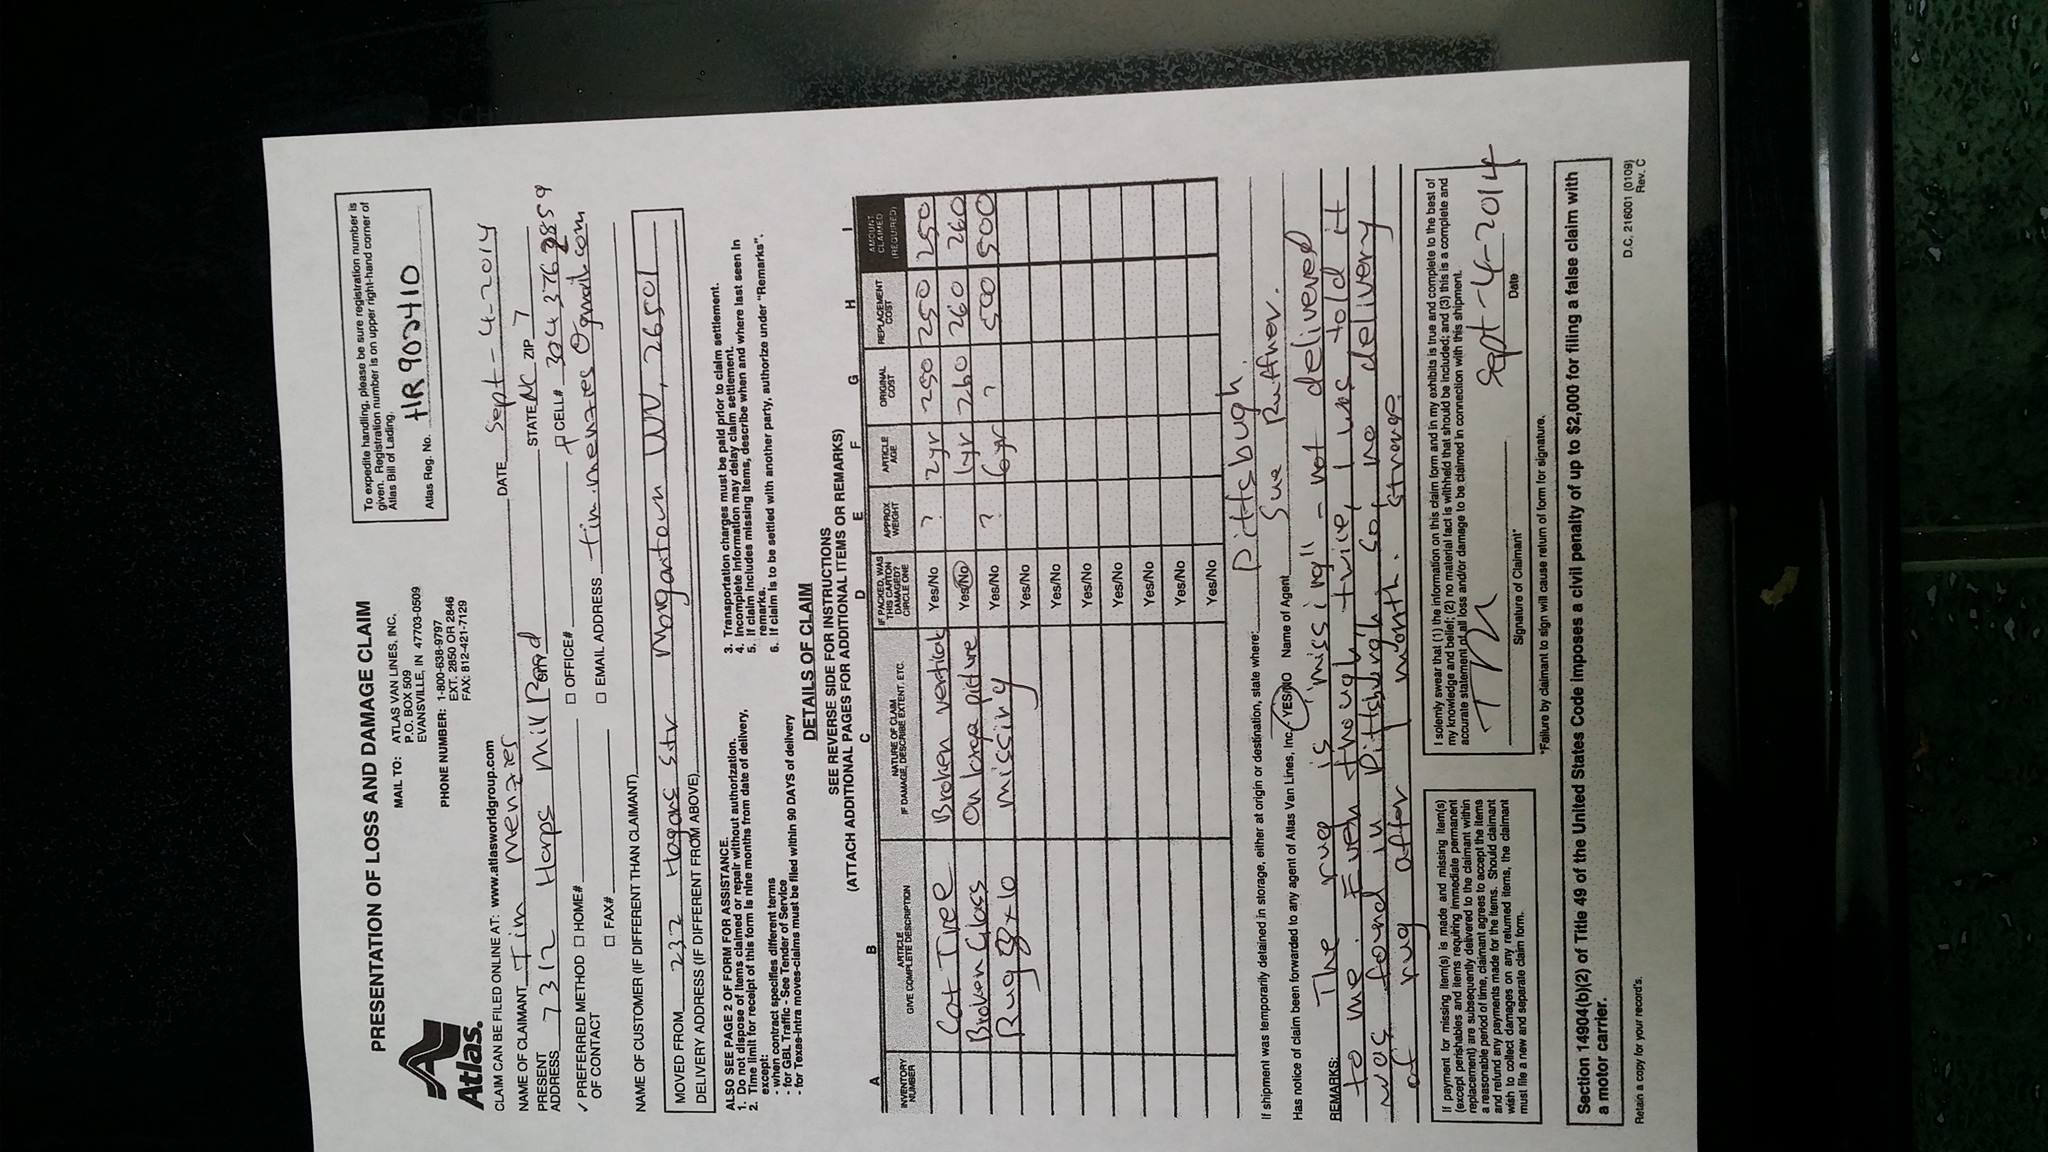 PRESENTATION OF LOSS AND DAMAGE CLAIM
MAIL TO: ATLAS VAN LINES, INC.
P.O. BOX 509
EVANSVILLE, IN 47703-0509
PHONE NUMBER: 1-800-638-9797
EXT. 2850 OR 2846
FAX: 812-421-7129
To expedite handling, please be sure registration number is
given. Registration number is on upper right-hand corner of
Atlas Bill of Lading.
Atlas Reg. No. HR 902410
Atlas.
CLAIM CAN BE FILED ONLINE AT: www.atlasworldgroup.com
NAME OF CLAIMANT Tim menzies DATE Sept-4-2014
PRESENT
ADDRESS 7312 Harps Mill Road STATE NC ZIP ?
✓ PREFERRED METHOD
OF CONTACT
☐ HOME# ☐ OFFICE# ☐ CELL# 304 376 2859
☐ FAX# ☐ EMAIL ADDRESS tim.menzies@gmail.com
NAME OF CUSTOMER (IF DIFFERENT THAN CLAIMANT)
MOVED FROM 232 Hagans Str Morgantown WV, 26501
DELIVERY ADDRESS (IF DIFFERENT FROM ABOVE)
ALSO SEE PAGE 2 OF FORM FOR ASSISTANCE.
1. Do not dispose of items claimed or repair without authorization.
2. Time limit for receipt of this form is nine months from date of delivery,
except:
- when contract specifies different terms
- for GBL Traffic - See Tender of Service
- for Texas-intra moves-claims must be filed within 90 DAYS of delivery
3. Transportation charges must be paid prior to claim settlement.
4. Incomplete information may delay claim settlement.
5. If claim includes missing items, describe when and where last seen in
remarks.
6. If claim is to be settled with another party, authorize under "Remarks".
DETAILS OF CLAIM
SEE REVERSE SIDE FOR INSTRUCTIONS
(ATTACH ADDITIONAL PAGES FOR ADDITIONAL ITEMS OR REMARKS)
A B C D E F G H I
INVENTORY
NUMBER
ARTICLE
GIVE COMPLETE DESCRIPTION
NATURE OF CLAIM
IF DAMAGE, DESCRIBE EXTENT, ETC.
IF PACKED, WAS
THIS CARTON
DAMAGED?
CIRCLE ONE
APPROX
WEIGHT
ARTICLE
AGE
ORIGINAL
COST
REPLACEMENT
COST
AMOUNT
CLAIMED
(REQUIRED)
Cat Tree Broken vertical Yes/No ? 2yr 250 250 250
Broken Glass On large picture Yes/No 1yr 260 260 260
Rug 8x10 missing Yes/No ? 6yr ? 500 500
Yes/No
Yes/No
Yes/No
Yes/No
Yes/No
Yes/No
Yes/No
If shipment was temporarily detained in storage, either at origin or destination, state where: Pittsbugh.
Has notice of claim been forwarded to any agent of Atlas Van Lines, Inc. YES/NO Name of Agent Sue Ruffner.
REMARKS: The rug is "missing" - not delivered
to me. Even though twice, I was told it
was found in Pittsburgh. So, no delivery
of rug after month. Strange.
If payment for missing item(s) is made and missing item(s)
(except perishables and items requiring immediate permanent
replacement) are subsequently delivered to the claimant within
a reasonable period of time, claimant agrees to accept the items
and refund any payments made for the items. Should claimant
wish to collect damages on any returned items, the claimant
must file a new and separate claim form.
I solemnly swear that (1) the information on this claim form and in my exhibits is true and complete to the best of
my knowledge and belief; (2) no material fact is withheld that should be included; and (3) this is a complete and
accurate statement of all loss and/or damage to be claimed in connection with this shipment.
Sept-4-2014
Signature of Claimant* Date
*Failure by claimant to sign will cause return of form for signature.
Section 14904(b)(2) of Title 49 of the United States Code imposes a civil penalty of up to $2,000 for filing a false claim with
a motor carrier.
Retain a copy for your record's.
D.C. 216001 (0109)
Rev. C